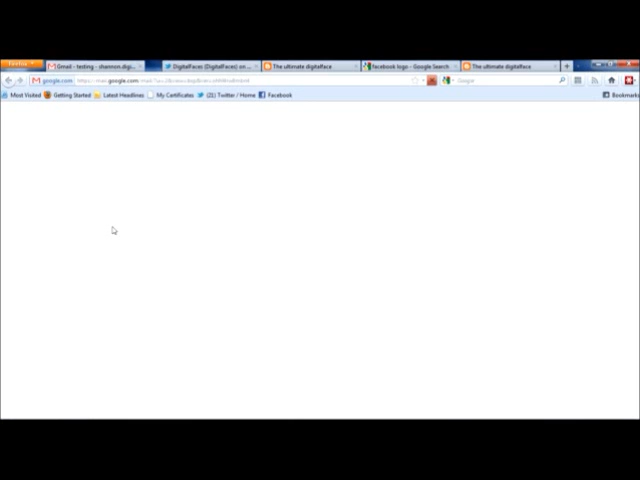 Firefox
Gmail - testing - shannon.digi... DigitalFaces (DigitalFaces) on ... The ultimate digitalface facebook logo - Google Search The ultimate digitalface
google.com Google
Most Visited Getting Started Latest Headlines My Certificates (21) Twitter / Home Facebook Bookmarks